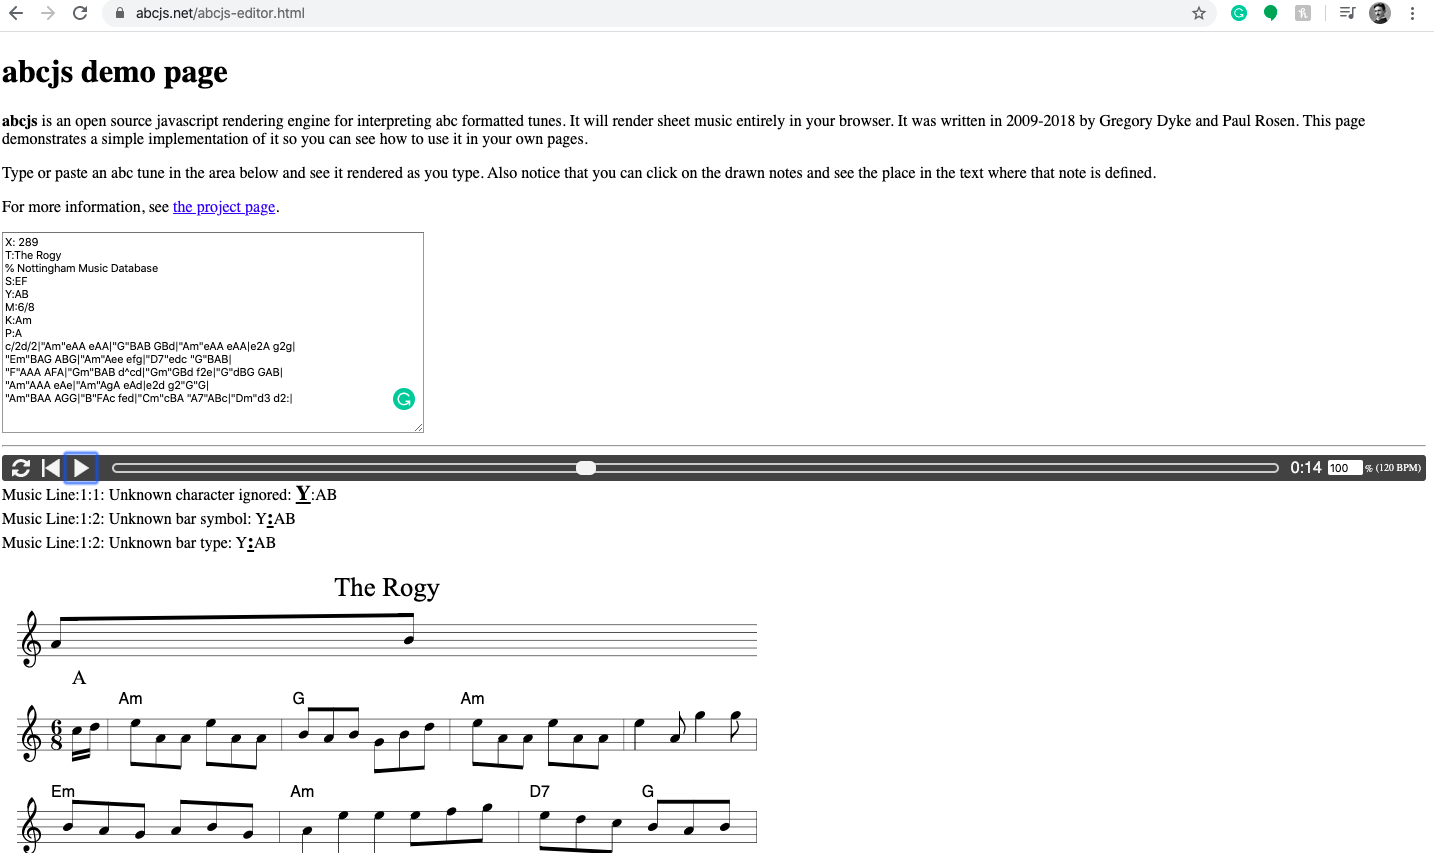 abcjs.net/abcjs-editor.html
abcjs demo page
abcjs is an open source javascript rendering engine for interpreting abc formatted tunes. It will render sheet music entirely in your browser. It was written in 2009-2018 by Gregory Dyke and Paul Rosen. This page
demonstrates a simple implementation of it so you can see how to use it in your own pages.
Type or paste an abc tune in the area below and see it rendered as you type. Also notice that you can click on the drawn notes and see the place in the text where that note is defined.
For more information, see the project page.
X: 289
T:The Rogy
% Nottingham Music Database
S:EF
Y:AB
M:6/8
K:Am
P:A
c/2d/2|"Am"eAA eAA|"G"BAB GBd|"Am"eAA eAA|e2A g2g|
"Em"BAG ABG|"Am"Aee efg|"D7"edc "G"BAB|
"F"AAA AFA|"Gm"BAB d^cd|"Gm"GBd f2e|"G"dBG GAB|
"Am"AAA eAe|"Am"AgA eAd|e2d g2"G"G|
"Am"BAA AGG|"B"FAc fed|"Cm"cBA "A7"ABc|"Dm"d3 d2:|
0:14 100 % (120 BPM)
Music Line:1:1: Unknown character ignored: Y:AB
Music Line:1:2: Unknown bar symbol: Y:AB
Music Line:1:2: Unknown bar type: Y:AB
The Rogy
A
Am G Am
6
8
Em Am D7 G